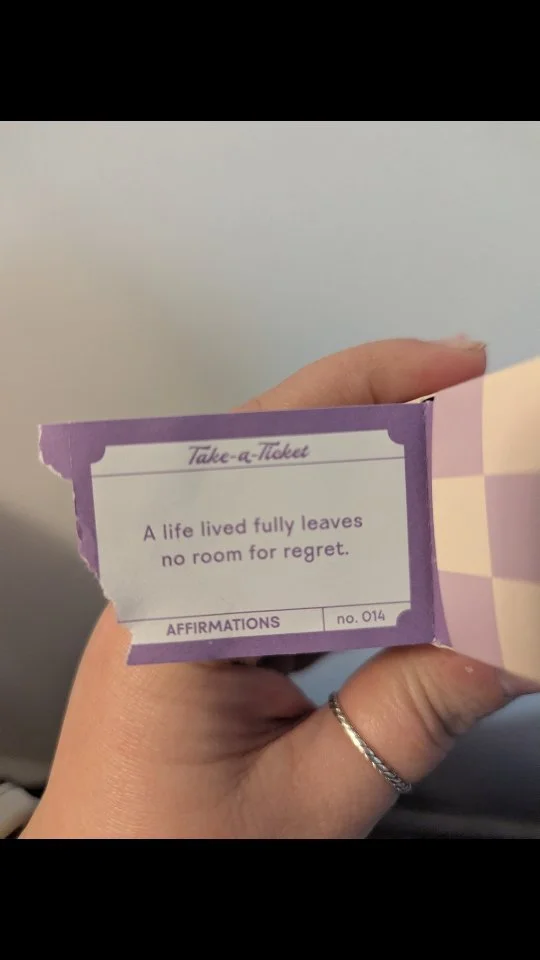 Take-a-Ticket
A life lived fully leaves
no room for regret.
AFFIRMATIONS
no. 014